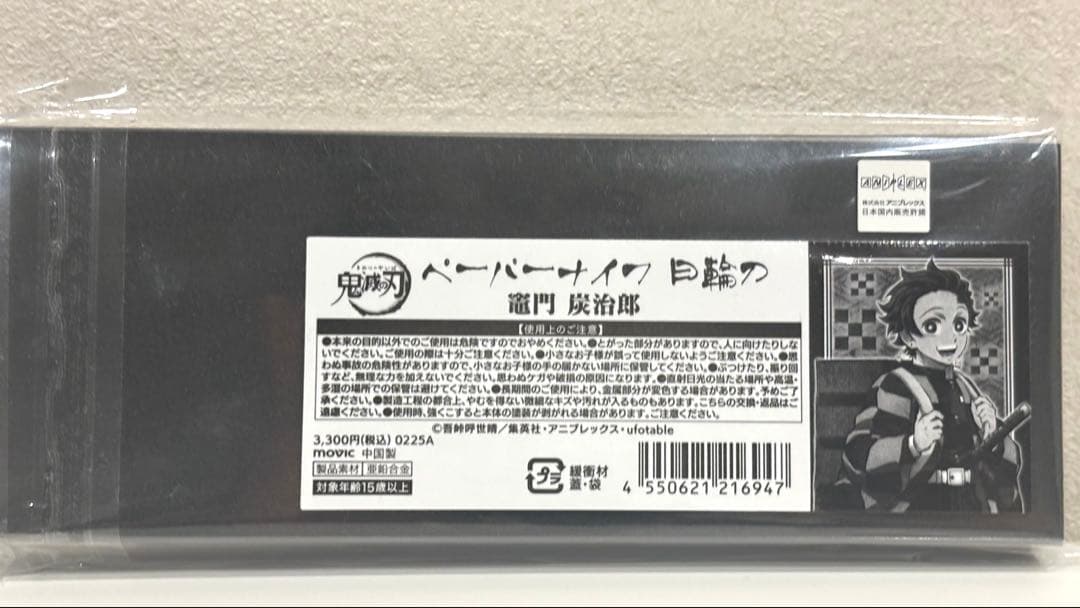 ANIPLEX
株式会社アニプレックス
日本国内販売許諾
きめつのやいば
鬼滅の刃
ペーパーナイフ 日輪刀
竈門 炭治郎
【使用上のご注意】
●本来の目的以外でのご使用は危険ですのでおやめください。●とがった部分がありますので、人に向けたりしな
いでください。ご使用の際は十分ご注意ください。●小さなお子様が誤って使用しないようご注意ください。●思
わぬ事故の危険性がありますので、小さなお子様の手の届かない場所に保管してください。●ぶつけたり、振り回
すなど、無理な力を加えないでください。思わぬケガや破損の原因になります。●直射日光の当たる場所や高温・
多湿の場所での保管は避けてください。●長期間のご使用により、金属部分が変色する場合があります。予めご了
承ください。●製造工程の都合上、やむを得ない微細なキズや汚れが入るものもあります。こちらの交換・返品はご
遠慮ください。●使用時、強くこすると本体の塗装が剥がれる場合があります。ご注意ください。
©吾峠呼世晴／集英社・アニプレックス・ufotable
3,300円(税込) 0225A
movic 中国製
製品素材 亜鉛合金
対象年齢15歳以上
プラ
緩衝材
蓋・袋
4 550621 216947